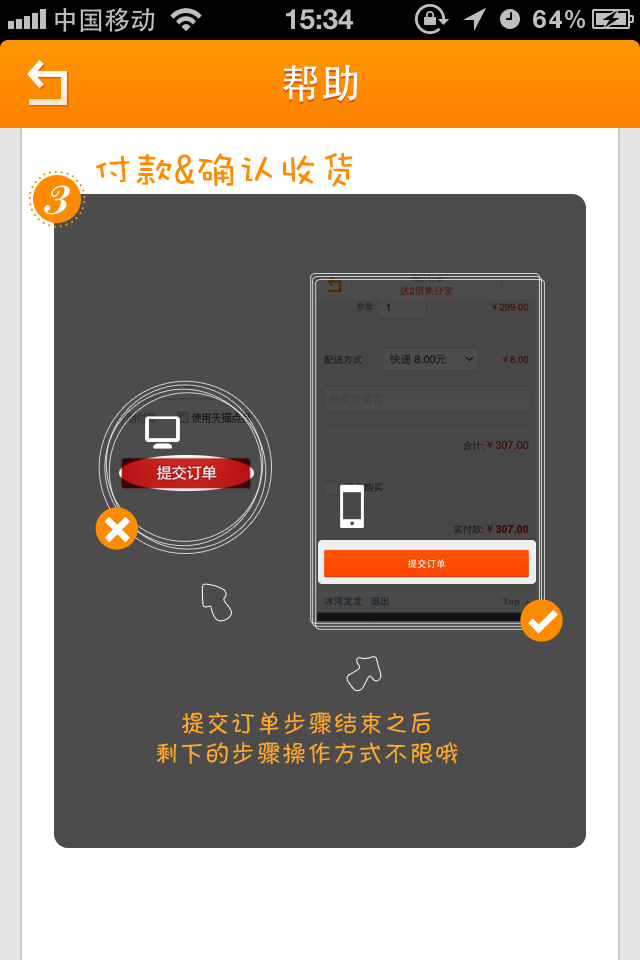 中国移动 15:34 64%
帮助
3 付款&确认收货
送2倍集分宝
数量: 1 ¥299.00
配送方式 快递 8.00元 ¥8.00
给卖家留言
合计: ¥307.00
使用天猫点
提交订单
购买
实付款: ¥307.00
提交订单
冰河龙龙 退出 Top
提交订单步骤结束之后
剩下的步骤操作方式不限哦